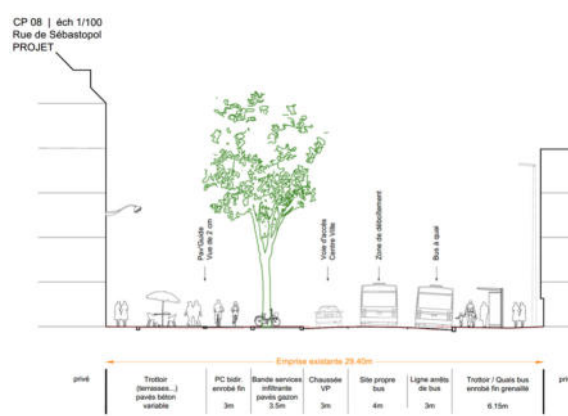 CP 08 | éch 1/100
Rue de Sébastopol
PROJET
Pav'Guide
Vue de 2 cm
Voie d'accès
Centre Ville
Zone de déboitement
Bus à quai
Emprise existante 29.40m
privé
Trottoir
(terrasses...)
pavés béton
variable
PC bidir.
enrobé fin
3m
Bande services
infiltrante
pavés gazon
3.5m
Chaussée
VP
3m
Site propre
bus
4m
Ligne arrêts
de bus
3m
Trottoir / Quais bus
enrobé fin grenaillé
6.15m